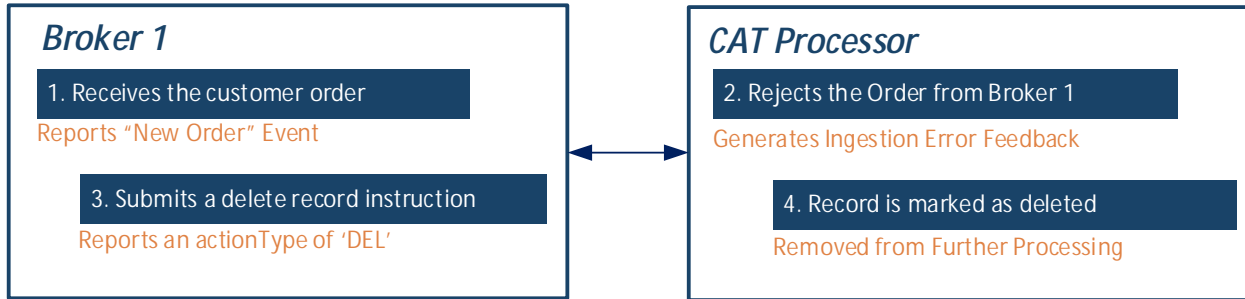 Broker 1
1. Receives the customer order
Reports “New Order” Event
3. Submits a delete record instruction
Reports an actionType of ‘DEL’
CAT Processor
2. Rejects the Order from Broker 1
Generates Ingestion Error Feedback
4. Record is marked as deleted
Removed from Further Processing